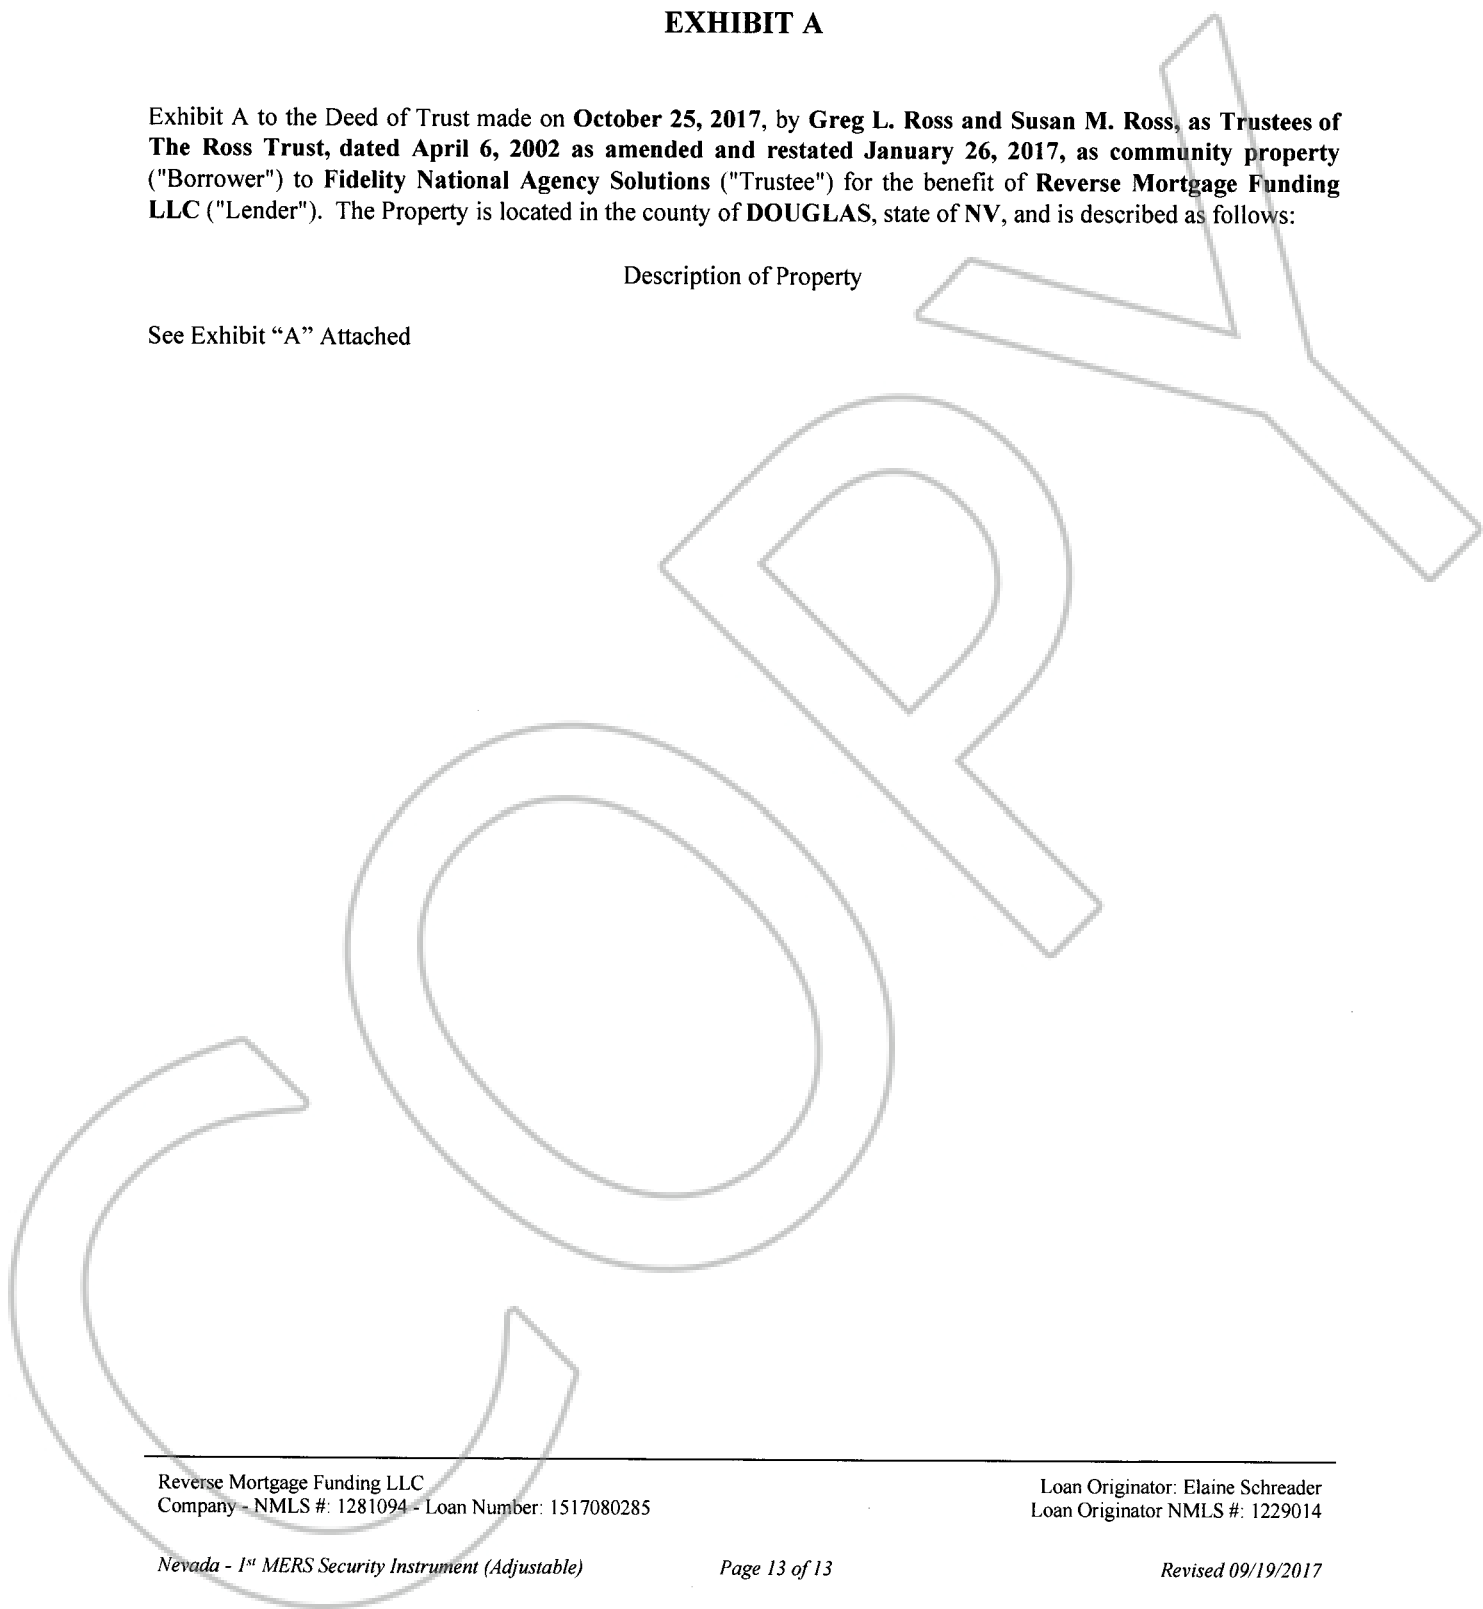 EXHIBIT A
Exhibit A to the Deed of Trust made on October 25, 2017, by Greg L. Ross and Susan M. Ross, as Trustees of
The Ross Trust, dated April 6, 2002 as amended and restated January 26, 2017, as community property
("Borrower") to Fidelity National Agency Solutions ("Trustee") for the benefit of Reverse Mortgage Funding
LLC ("Lender"). The Property is located in the county of DOUGLAS, state of NV, and is described as follows:
Description of Property
See Exhibit “A” Attached
COPY
Reverse Mortgage Funding LLC
Company - NMLS #: 1281094 - Loan Number: 1517080285
Loan Originator: Elaine Schreader
Loan Originator NMLS #: 1229014
Nevada - 1st MERS Security Instrument (Adjustable)
Page 13 of 13
Revised 09/19/2017